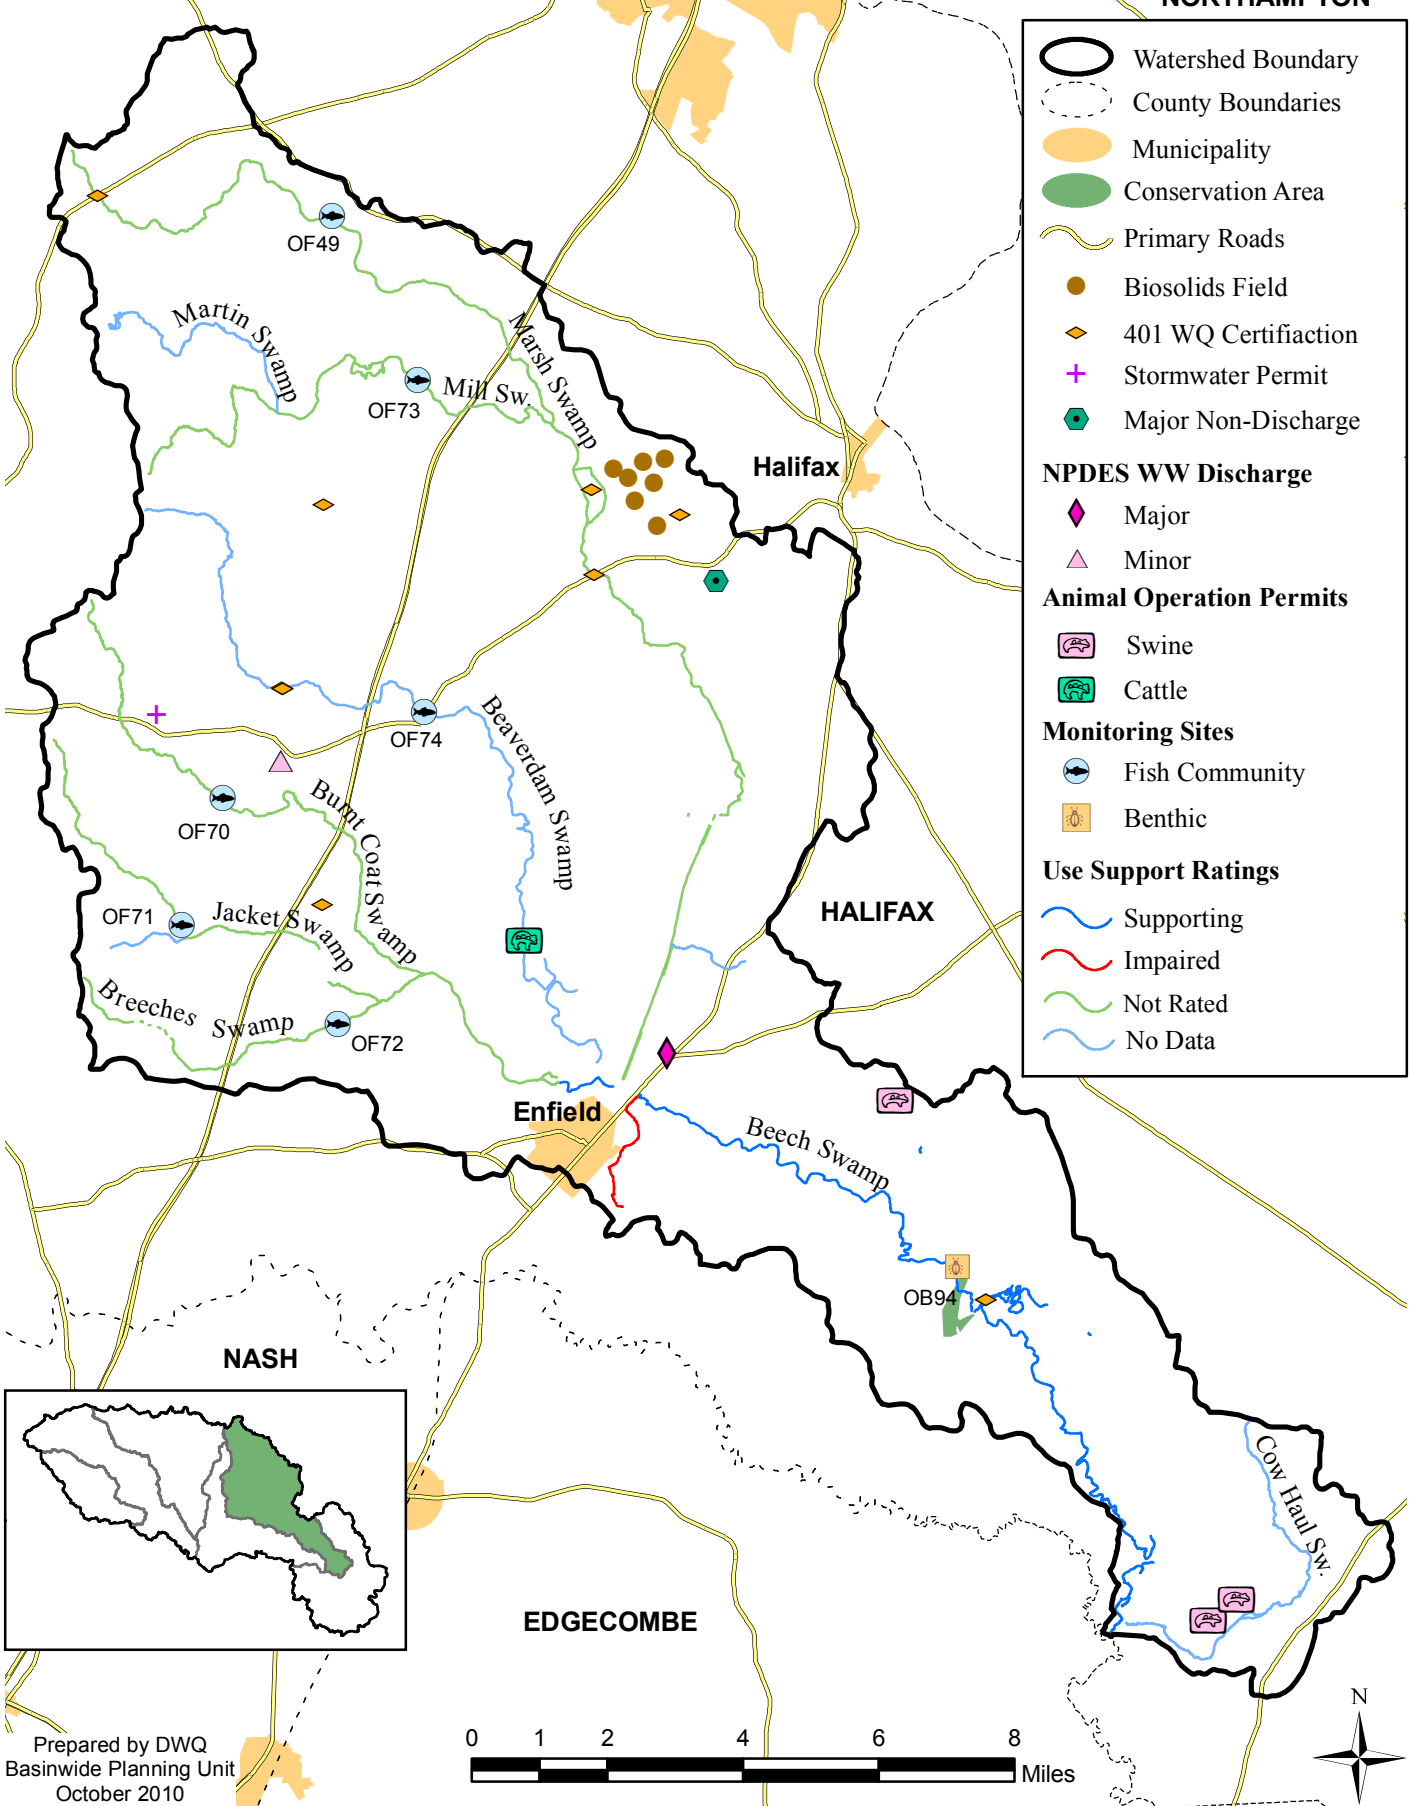 NORTHAMPTON
Watershed Boundary
County Boundaries
Municipality
Conservation Area
Primary Roads
Biosolids Field
401 WQ Certifiaction
Stormwater Permit
Major Non-Discharge
NPDES WW Discharge
Major
Minor
Animal Operation Permits
Swine
Cattle
Monitoring Sites
Fish Community
Benthic
Use Support Ratings
Supporting
Impaired
Not Rated
No Data
OF49
Martin Swamp
Marsh Swamp
Mill Sw.
OF73
Halifax
Beaverdam Swamp
OF74
Burnt Coat Swamp
OF70
HALIFAX
OF71
Jacket Swamp
Breeches Swamp
OF72
Enfield
Beech Swamp
OB94
NASH
Cow Haul Sw.
EDGECOMBE
N
0 1 2 4 6 8
Miles
Prepared by DWQ
Basinwide Planning Unit
October 2010